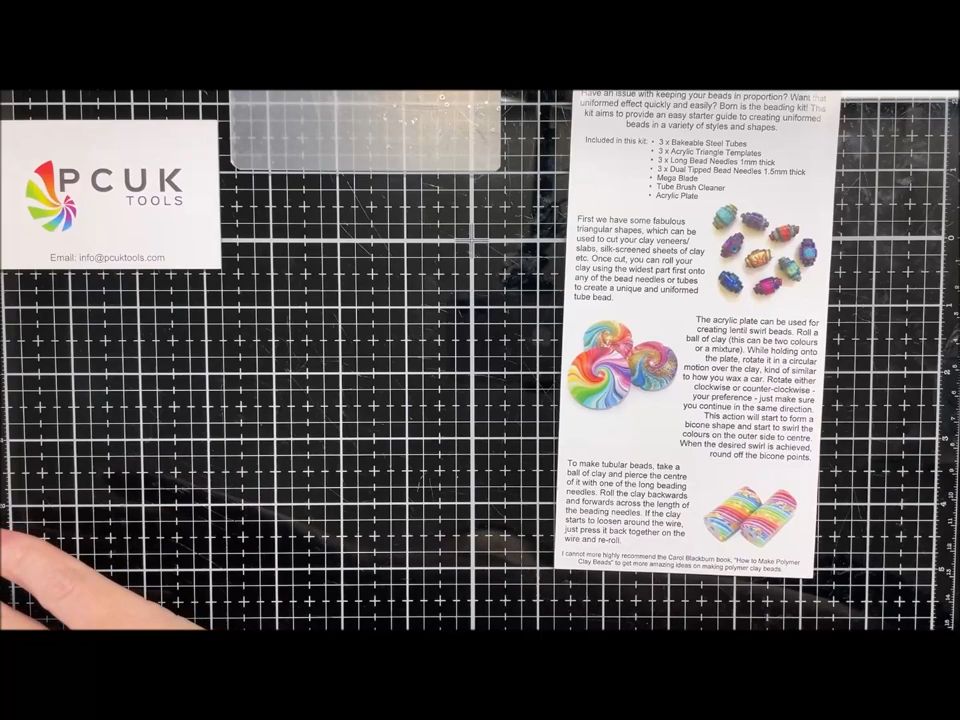 PCUK
TOOLS
Email: info@pcuktools.com
Have an issue with keeping your beads in proportion? Want that
uniformed effect quickly and easily? Born is the beading kit! This
kit aims to provide an easy starter guide to creating uniformed
beads in a variety of styles and shapes.
Included in this kit: • 3 x Bakeable Steel Tubes
• 3 x Acrylic Triangle Templates
• 3 x Long Bead Needles 1mm thick
• 3 x Dual Tipped Bead Needles 1.5mm thick
• Mega Blade
• Tube Brush Cleaner
• Acrylic Plate
First we have some fabulous
triangular shapes, which can be
used to cut your clay veneers/
slabs, silk-screened sheets of clay
etc. Once cut, you can roll your
clay using the widest part first onto
any of the bead needles or tubes
to create a unique and uniformed
tube bead.
The acrylic plate can be used for
creating lentil swirl beads. Roll a
ball of clay (this can be two colours
or a mixture). While holding onto
the plate, rotate it in a circular
motion over the clay, kind of similar
to how you wax a car. Rotate either
clockwise or counter-clockwise -
your preference - just make sure
you continue in the same direction.
This action will start to form a
bicone shape and start to swirl the
colours on the outer side to centre.
When the desired swirl is achieved,
round off the bicone points.
To make tubular beads, take a
ball of clay and pierce the centre
of it with one of the long beading
needles. Roll the clay backwards
and forwards across the length of
the beading needles. If the clay
starts to loosen around the wire,
just press it back together on the
wire and re-roll.
I cannot more highly recommend the Carol Blackburn book, "How to Make Polymer
Clay Beads" to get more amazing ideas on making polymer clay beads.